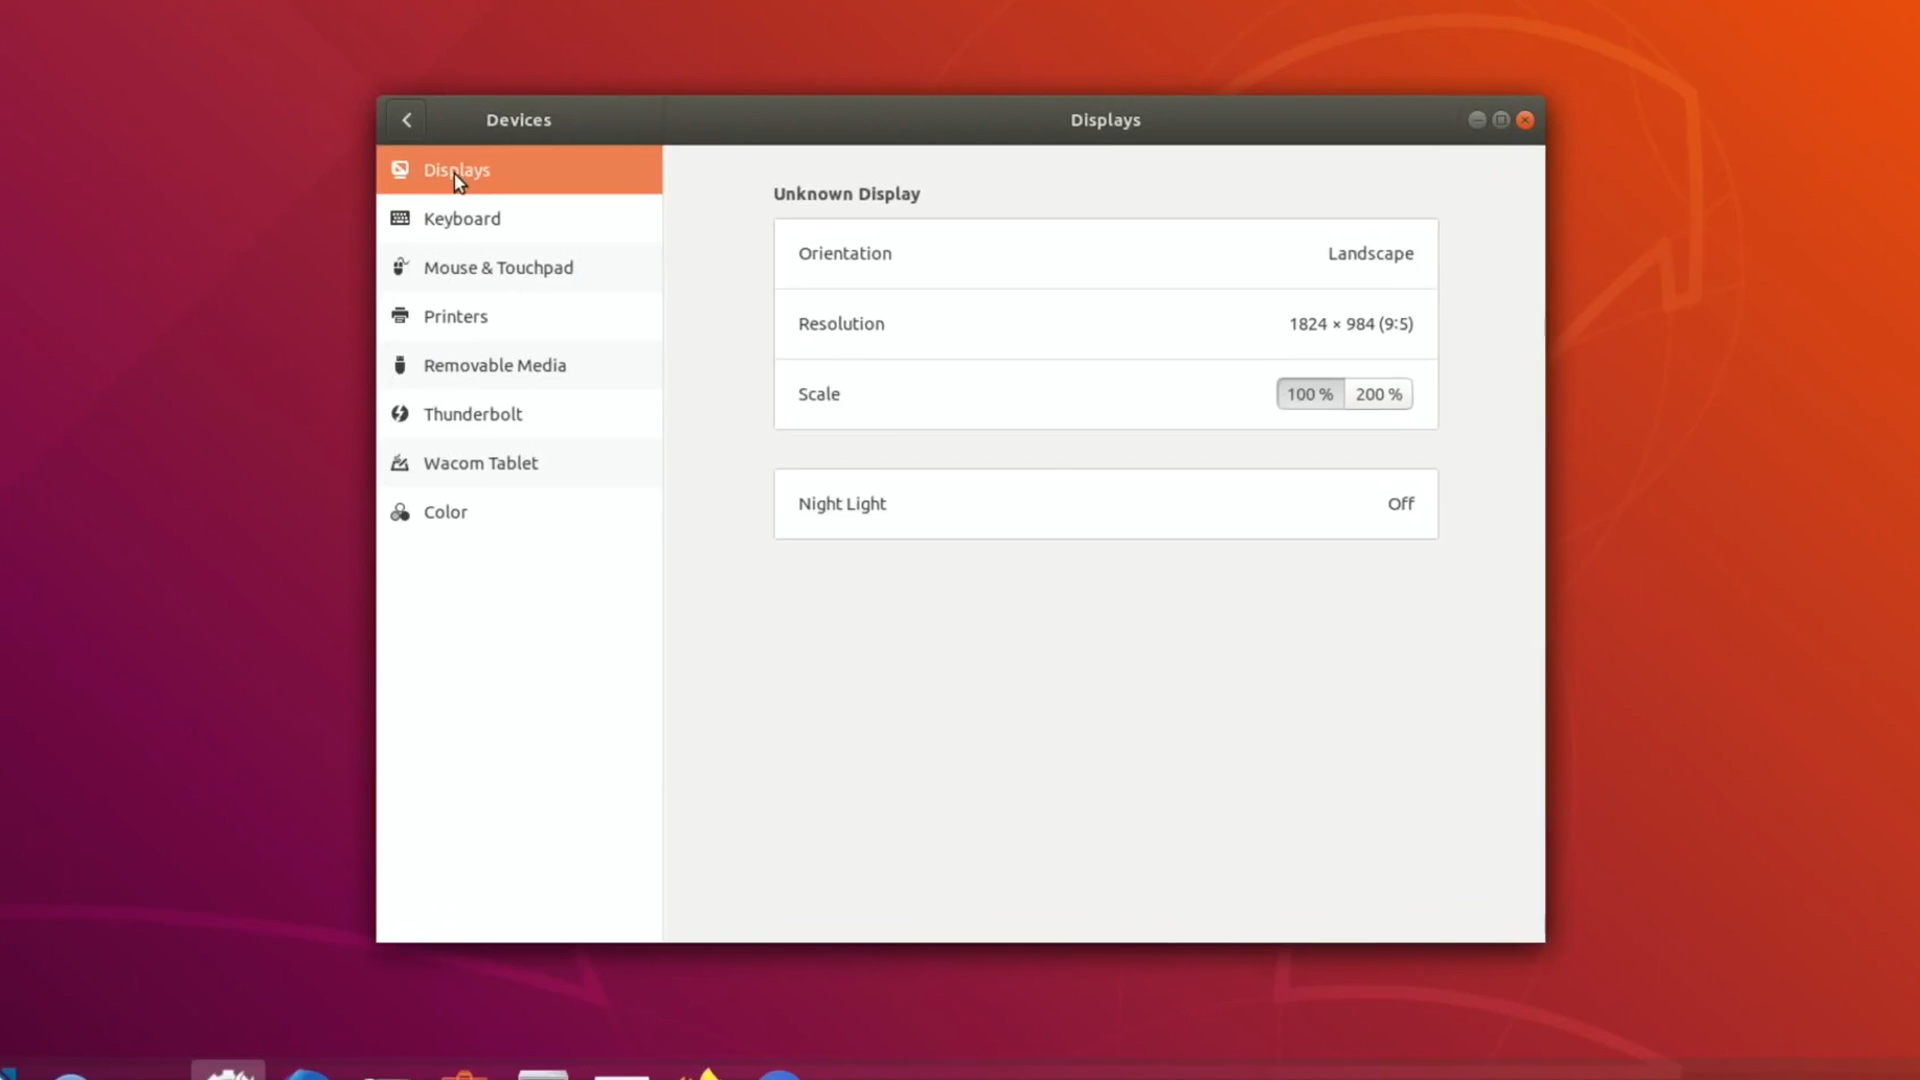 Devices
Displays
Displays
Keyboard
Mouse & Touchpad
Printers
Removable Media
Thunderbolt
Wacom Tablet
Color
Unknown Display
Orientation Landscape
Resolution 1824 × 984 (9:5)
Scale 100 % 200 %
Night Light Off